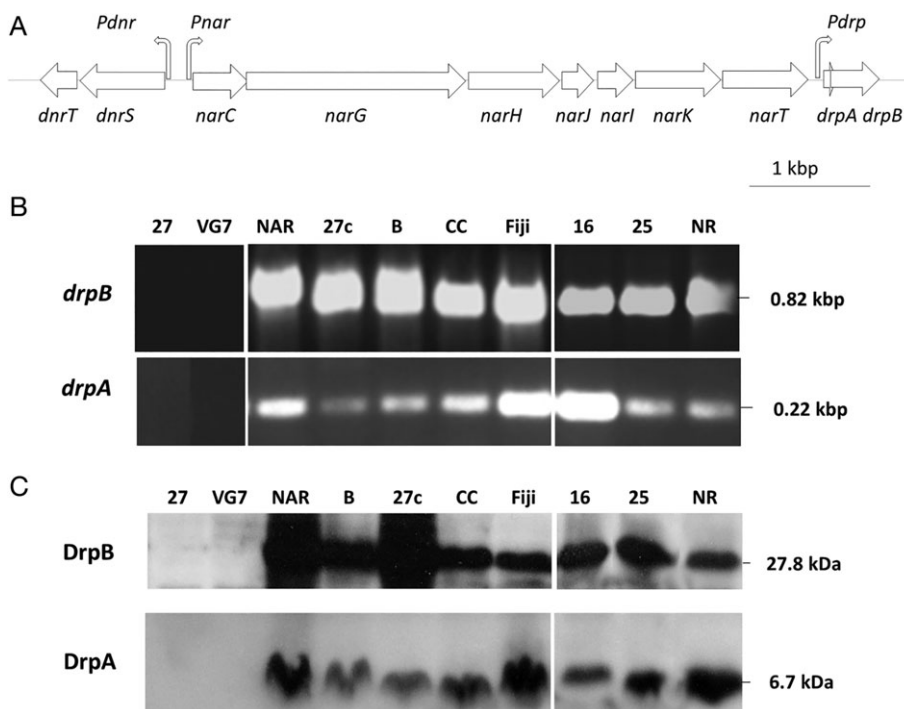 A
Pdnr Pnar Pdrp
dnrT dnrS narC narG narH narJ narI narK narT drpA drpB
1 kbp
B
27 VG7 NAR 27c B CC Fiji 16 25 NR
drpB 0.82 kbp
drpA 0.22 kbp
C
27 VG7 NAR B 27c CC Fiji 16 25 NR
DrpB 27.8 kDa
DrpA 6.7 kDa